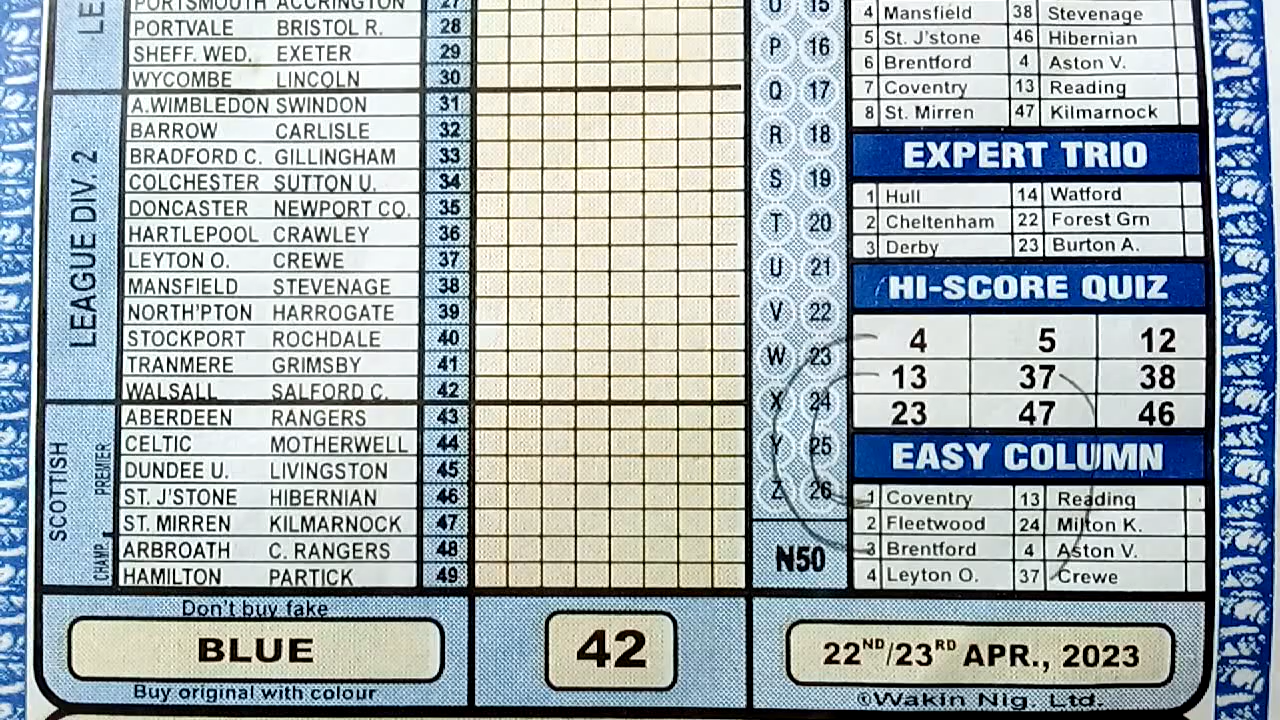 PORTSMOUTH ACCRINGTON 27
PORTVALE BRISTOL R. 28
SHEFF. WED. EXETER 29
WYCOMBE LINCOLN 30
LEAGUE DIV. 2
A.WIMBLEDON SWINDON 31
BARROW CARLISLE 32
BRADFORD C. GILLINGHAM 33
COLCHESTER SUTTON U. 34
DONCASTER NEWPORT CO. 35
HARTLEPOOL CRAWLEY 36
LEYTON O. CREWE 37
MANSFIELD STEVENAGE 38
NORTH'PTON HARROGATE 39
STOCKPORT ROCHDALE 40
TRANMERE GRIMSBY 41
WALSALL SALFORD C. 42
SCOTTISH
PREMIER
ABERDEEN RANGERS 43
CELTIC MOTHERWELL 44
DUNDEE U. LIVINGSTON 45
ST. J'STONE HIBERNIAN 46
ST. MIRREN KILMARNOCK 47
CHAMP.
ARBROATH C. RANGERS 48
HAMILTON PARTICK 49
O 15
P 16
Q 17
R 18
S 19
T 20
U 21
V 22
W 23
X 24
Y 25
Z 26
N50
4 Mansfield 38 Stevenage
5 St. J'stone 46 Hibernian
6 Brentford 4 Aston V.
7 Coventry 13 Reading
8 St. Mirren 47 Kilmarnock
EXPERT TRIO
1 Hull 14 Watford
2 Cheltenham 22 Forest Grn
3 Derby 23 Burton A.
HI-SCORE QUIZ
4 5 12
13 37 38
23 47 46
EASY COLUMN
1 Coventry 13 Reading
2 Fleetwood 24 Milton K.
3 Brentford 4 Aston V.
4 Leyton O. 37 Crewe
Don't buy fake
BLUE
Buy original with colour
42
22ND/23RD APR., 2023
©Wakin Nig. Ltd.